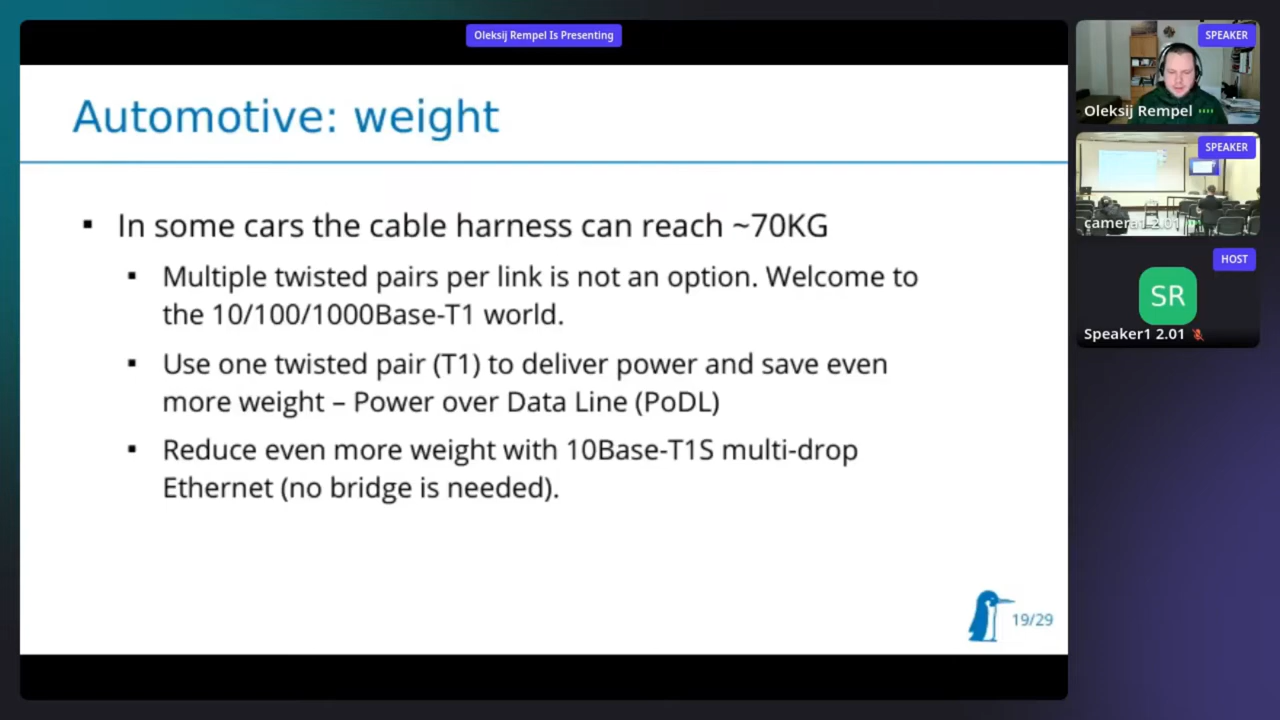 Oleksij Rempel Is Presenting
Automotive: weight
▪ In some cars the cable harness can reach ~70KG
▪ Multiple twisted pairs per link is not an option. Welcome to
the 10/100/1000Base-T1 world.
▪ Use one twisted pair (T1) to deliver power and save even
more weight – Power over Data Line (PoDL)
▪ Reduce even more weight with 10Base-T1S multi-drop
Ethernet (no bridge is needed).
19/29
SPEAKER
Oleksij Rempel
SPEAKER
camera1 2.01
HOST
SR
Speaker1 2.01